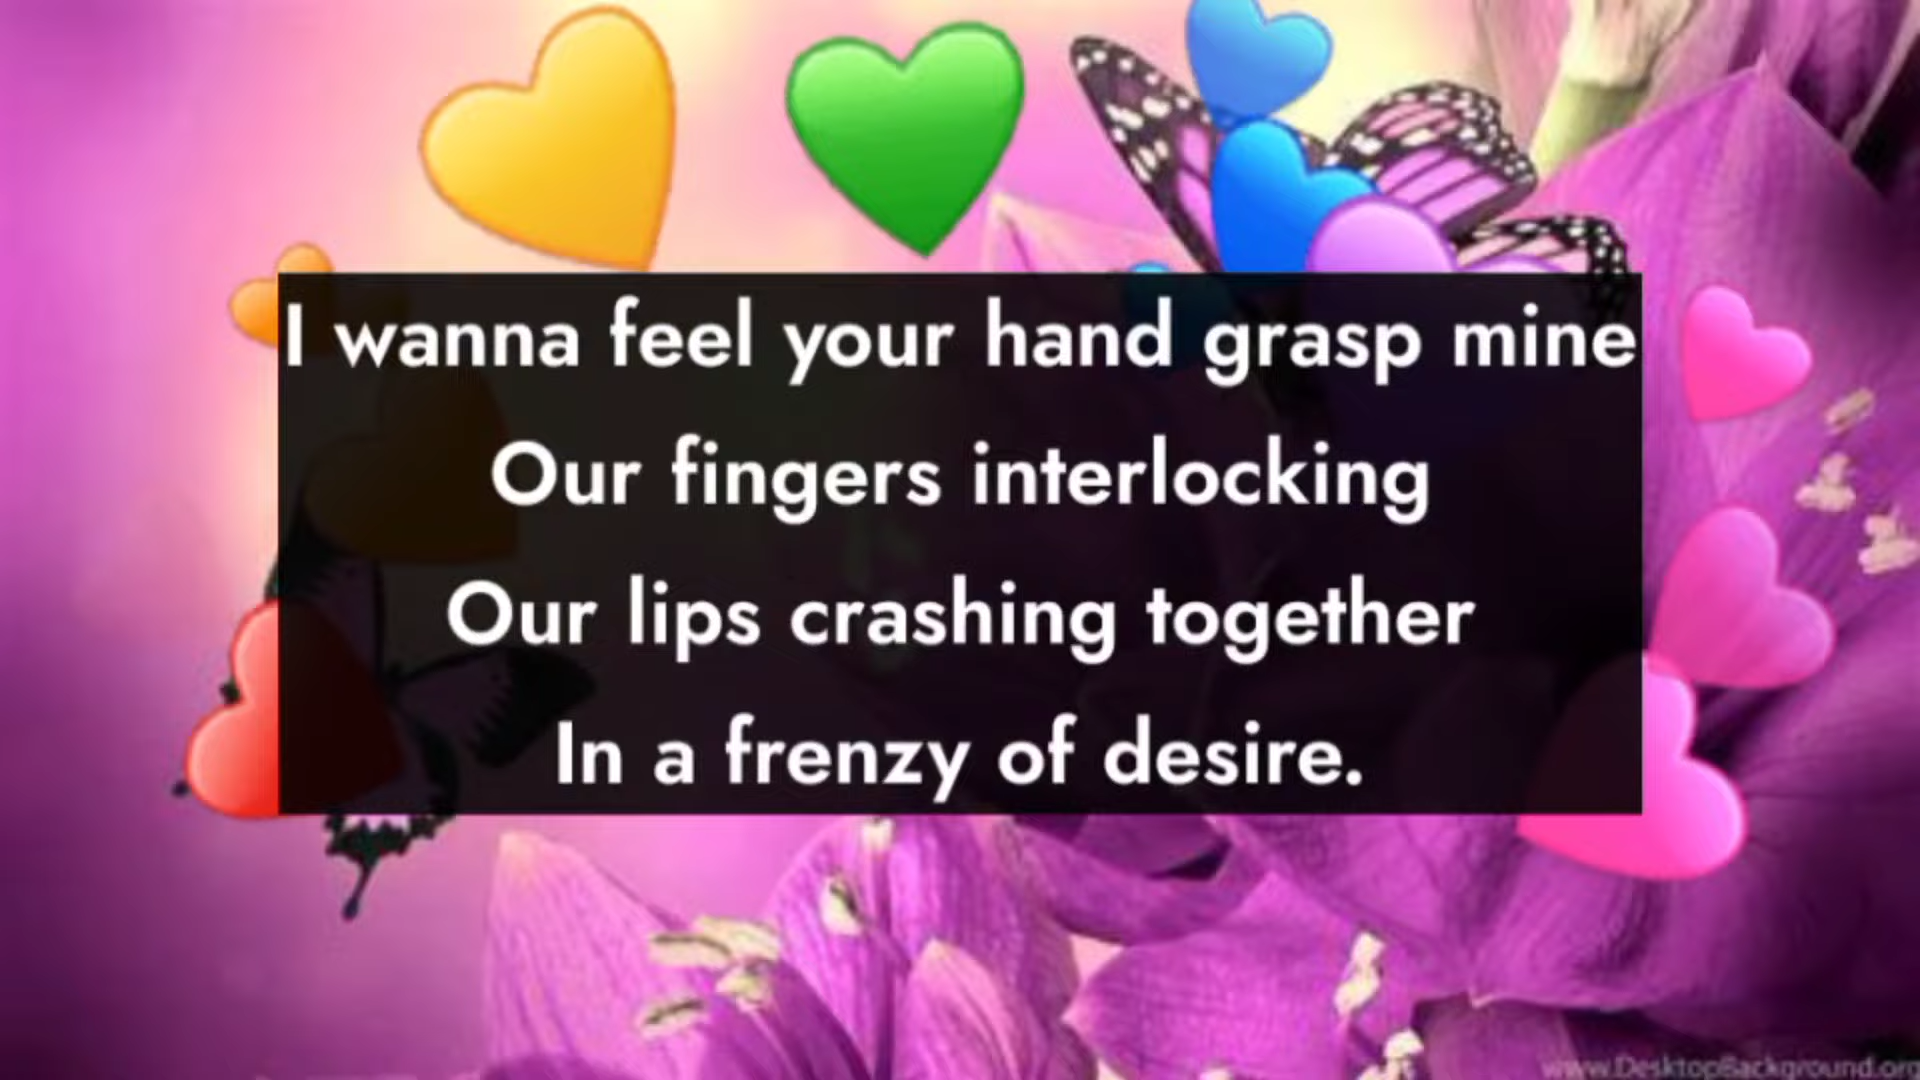 I wanna feel your hand grasp mine
Our fingers interlocking
Our lips crashing together
In a frenzy of desire.
www.DesktopBackground.org